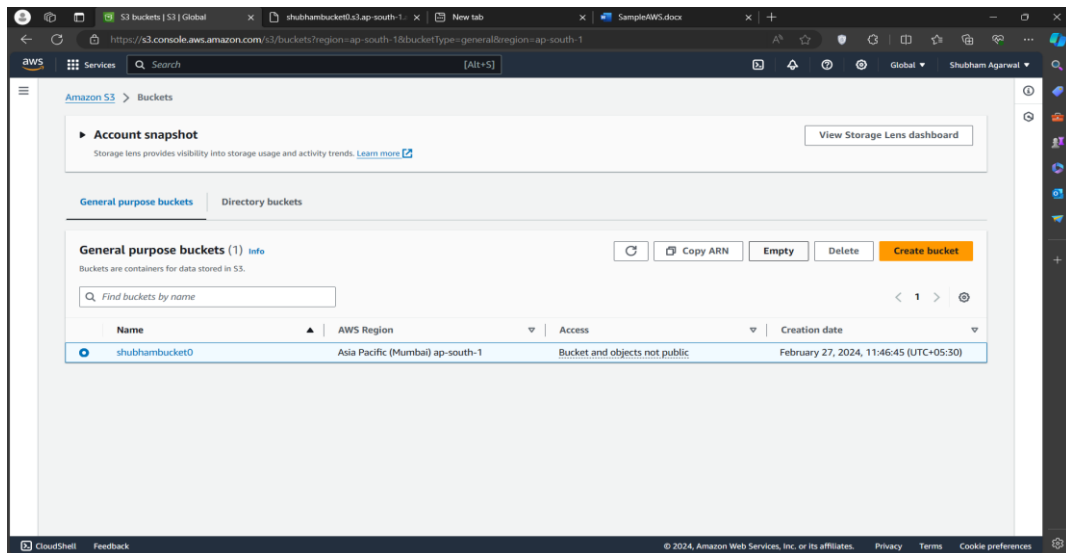 S3 buckets | S3 | Global
shubhambucket0.s3.ap-south-1.
New tab
SampleAWS.docx
https://s3.console.aws.amazon.com/s3/buckets?region=ap-south-1&bucketType=general&region=ap-south-1
aws
Services
Search
[Alt+S]
Global
Shubham Agarwal
Amazon S3 > Buckets
Account snapshot
View Storage Lens dashboard
Storage lens provides visibility into storage usage and activity trends. Learn more
General purpose buckets
Directory buckets
General purpose buckets (1) Info
Copy ARN
Empty
Delete
Create bucket
Buckets are containers for data stored in S3.
Find buckets by name
1
Name
AWS Region
Access
Creation date
shubhambucket0
Asia Pacific (Mumbai) ap-south-1
Bucket and objects not public
February 27, 2024, 11:46:45 (UTC+05:30)
CloudShell
Feedback
© 2024, Amazon Web Services, Inc. or its affiliates.
Privacy
Terms
Cookie preferences